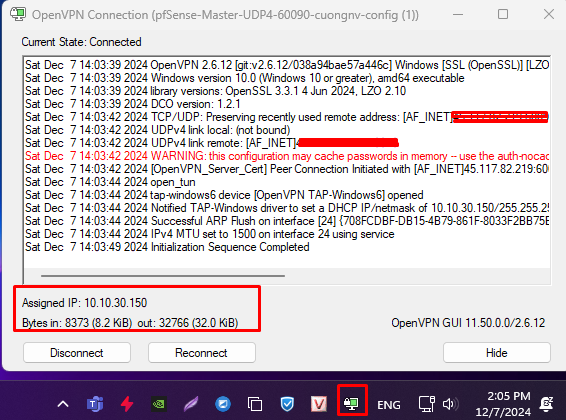 OpenVPN Connection (pfSense-Master-UDP4-60090-cuongnv-config (1))
Current State: Connected
Sat Dec 7 14:03:39 2024 OpenVPN 2.6.12 [git:v2.6.12/038a94bae57a446c] Windows [SSL (OpenSSL)] [LZO
Sat Dec 7 14:03:39 2024 Windows version 10.0 (Windows 10 or greater), amd64 executable
Sat Dec 7 14:03:39 2024 library versions: OpenSSL 3.3.1 4 Jun 2024, LZO 2.10
Sat Dec 7 14:03:39 2024 DCO version: 1.2.1
Sat Dec 7 14:03:42 2024 TCP/UDP: Preserving recently used remote address: [AF_INET]
Sat Dec 7 14:03:42 2024 UDPv4 link local: (not bound)
Sat Dec 7 14:03:42 2024 UDPv4 link remote: [AF_INET]
Sat Dec 7 14:03:42 2024 WARNING: this configuration may cache passwords in memory -- use the auth-nocac
Sat Dec 7 14:03:42 2024 [OpenVPN_Server_Cert] Peer Connection Initiated with [AF_INET]45.117.82.219:600
Sat Dec 7 14:03:44 2024 open_tun
Sat Dec 7 14:03:44 2024 tap-windows6 device [OpenVPN TAP-Windows6] opened
Sat Dec 7 14:03:44 2024 Notified TAP-Windows driver to set a DHCP IP/netmask of 10.10.30.150/255.255.25
Sat Dec 7 14:03:44 2024 Successful ARP Flush on interface [24] {708FCDBF-DB15-4B79-861F-8033F2BB75E
Sat Dec 7 14:03:44 2024 IPv4 MTU set to 1500 on interface 24 using service
Sat Dec 7 14:03:49 2024 Initialization Sequence Completed
Assigned IP: 10.10.30.150
Bytes in: 8373 (8.2 KiB) out: 32766 (32.0 KiB)
OpenVPN GUI 11.50.0.0/2.6.12
Disconnect
Reconnect
Hide
ENG
2:05 PM
12/7/2024